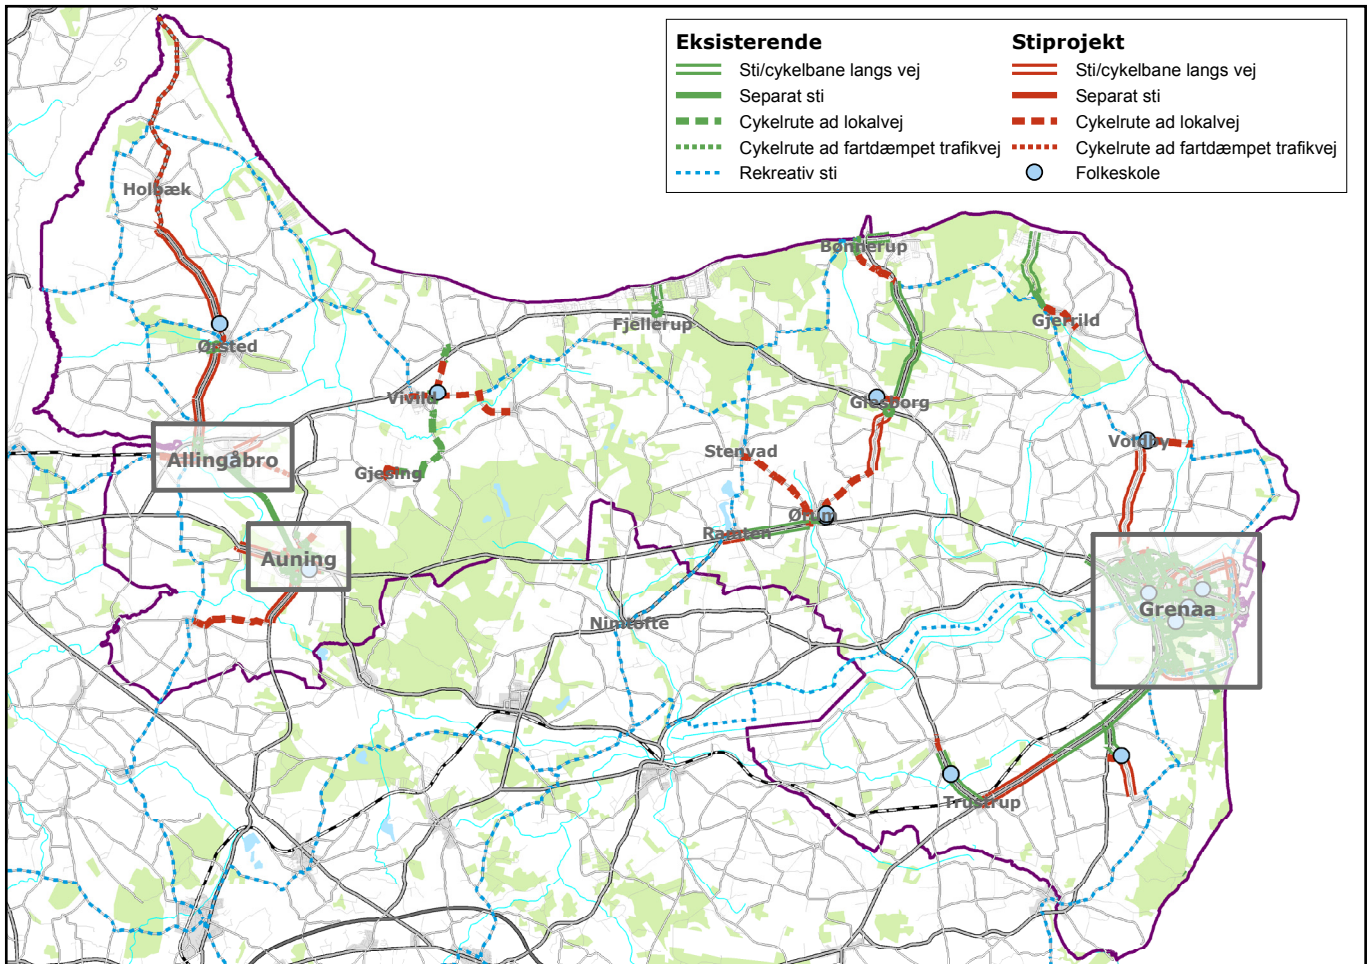 Eksisterende
Sti/cykelbane langs vej
Separat sti
Cykelrute ad lokalvej
Cykelrute ad fartdæmpet trafikvej
Rekreativ sti
Stiprojekt
Sti/cykelbane langs vej
Separat sti
Cykelrute ad lokalvej
Cykelrute ad fartdæmpet trafikvej
Folkeskole
Holbæk
Bønnerup
Fjellerup
Gjerrild
Ørsted
Vivild
Glesborg
Voldby
Stenvad
Allingåbro
Gjesing
Ørum
Ramten
Auning
Grenaa
Nimtofte
Trustrup